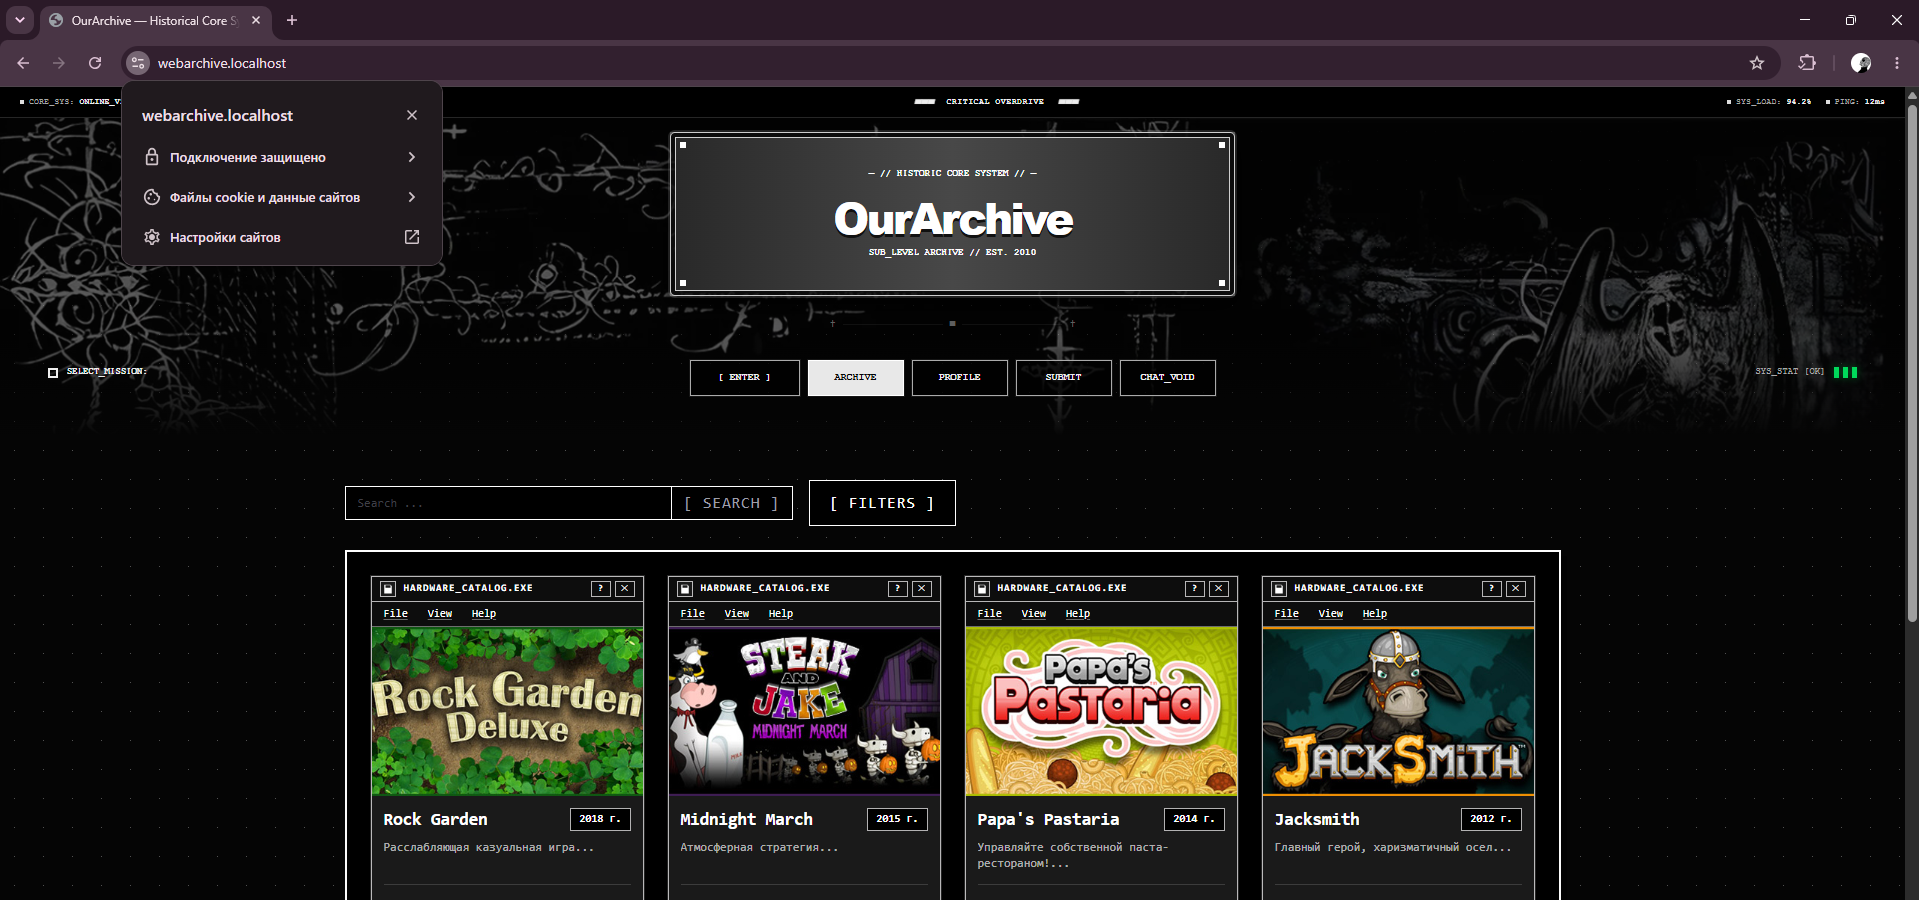 OurArchive — Historical Core S
webarchive.localhost
CORE_SYS: ONLINE_V
CRITICAL OVERDRIVE
SYS_LOAD: 94.2%
PING: 12ms
webarchive.localhost
Подключение защищено
Файлы cookie и данные сайтов
Настройки сайтов
— // HISTORIC CORE SYSTEM // —
OurArchive
SUB_LEVEL ARCHIVE // EST. 2010
SELECT_MISSION:
[ ENTER ]
ARCHIVE
PROFILE
SUBMIT
CHAT_VOID
SYS_STAT [OK]
Search ...
[ SEARCH ]
[ FILTERS ]
HARDWARE_CATALOG.EXE ?
File View Help
Rock Garden
Deluxe
Rock Garden 2018 г.
Расслабляющая казуальная игра...
HARDWARE_CATALOG.EXE ?
File View Help
STEAK
AND
JAKE
MIDNIGHT MARCH
MILK
Midnight March 2015 г.
Атмосферная стратегия...
HARDWARE_CATALOG.EXE ?
File View Help
Papa's
Pastaria
Papa's Pastaria 2014 г.
Управляйте собственной паста-
рестораном!...
HARDWARE_CATALOG.EXE ?
File View Help
JACKSMITH™
Jacksmith 2012 г.
Главный герой, харизматичный осел...